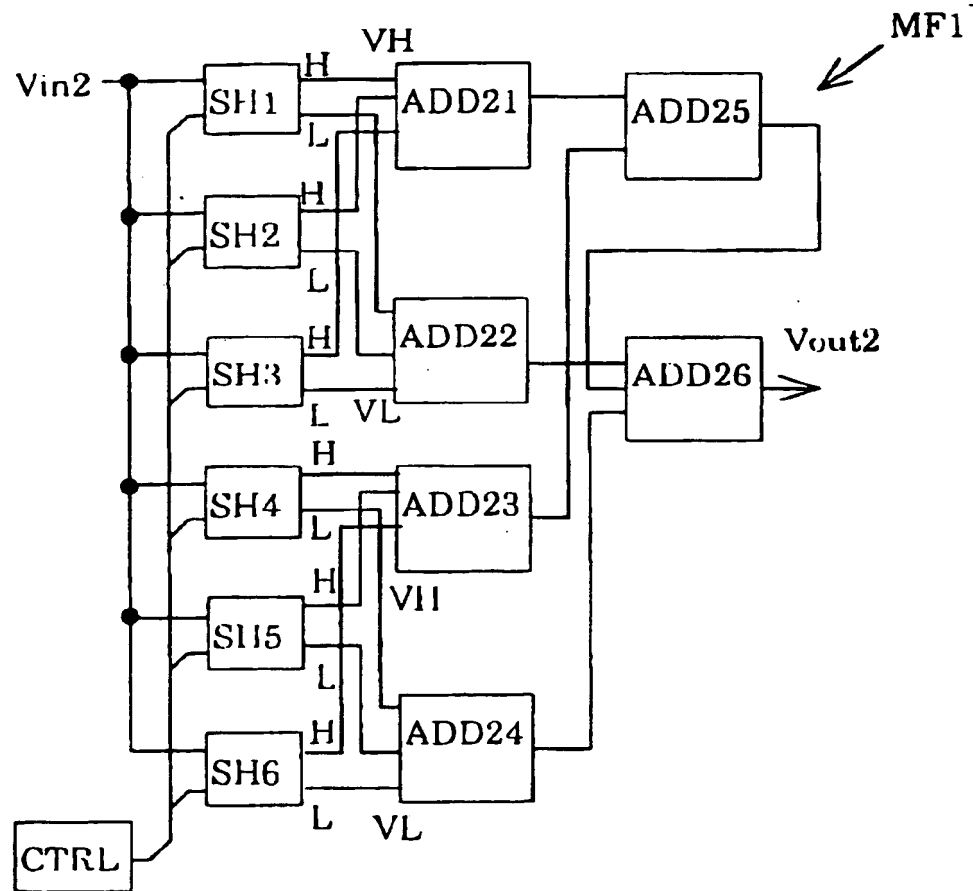 MF1
VH
Vin2
H
SH1
L
ADD21
ADD25
H
SH2
L
ADD22
H
SH3
L
VL
ADD26
Vout2
H
SH4
L
ADD23
H
VH
SH5
L
ADD24
H
SH6
L
VL
CTRL